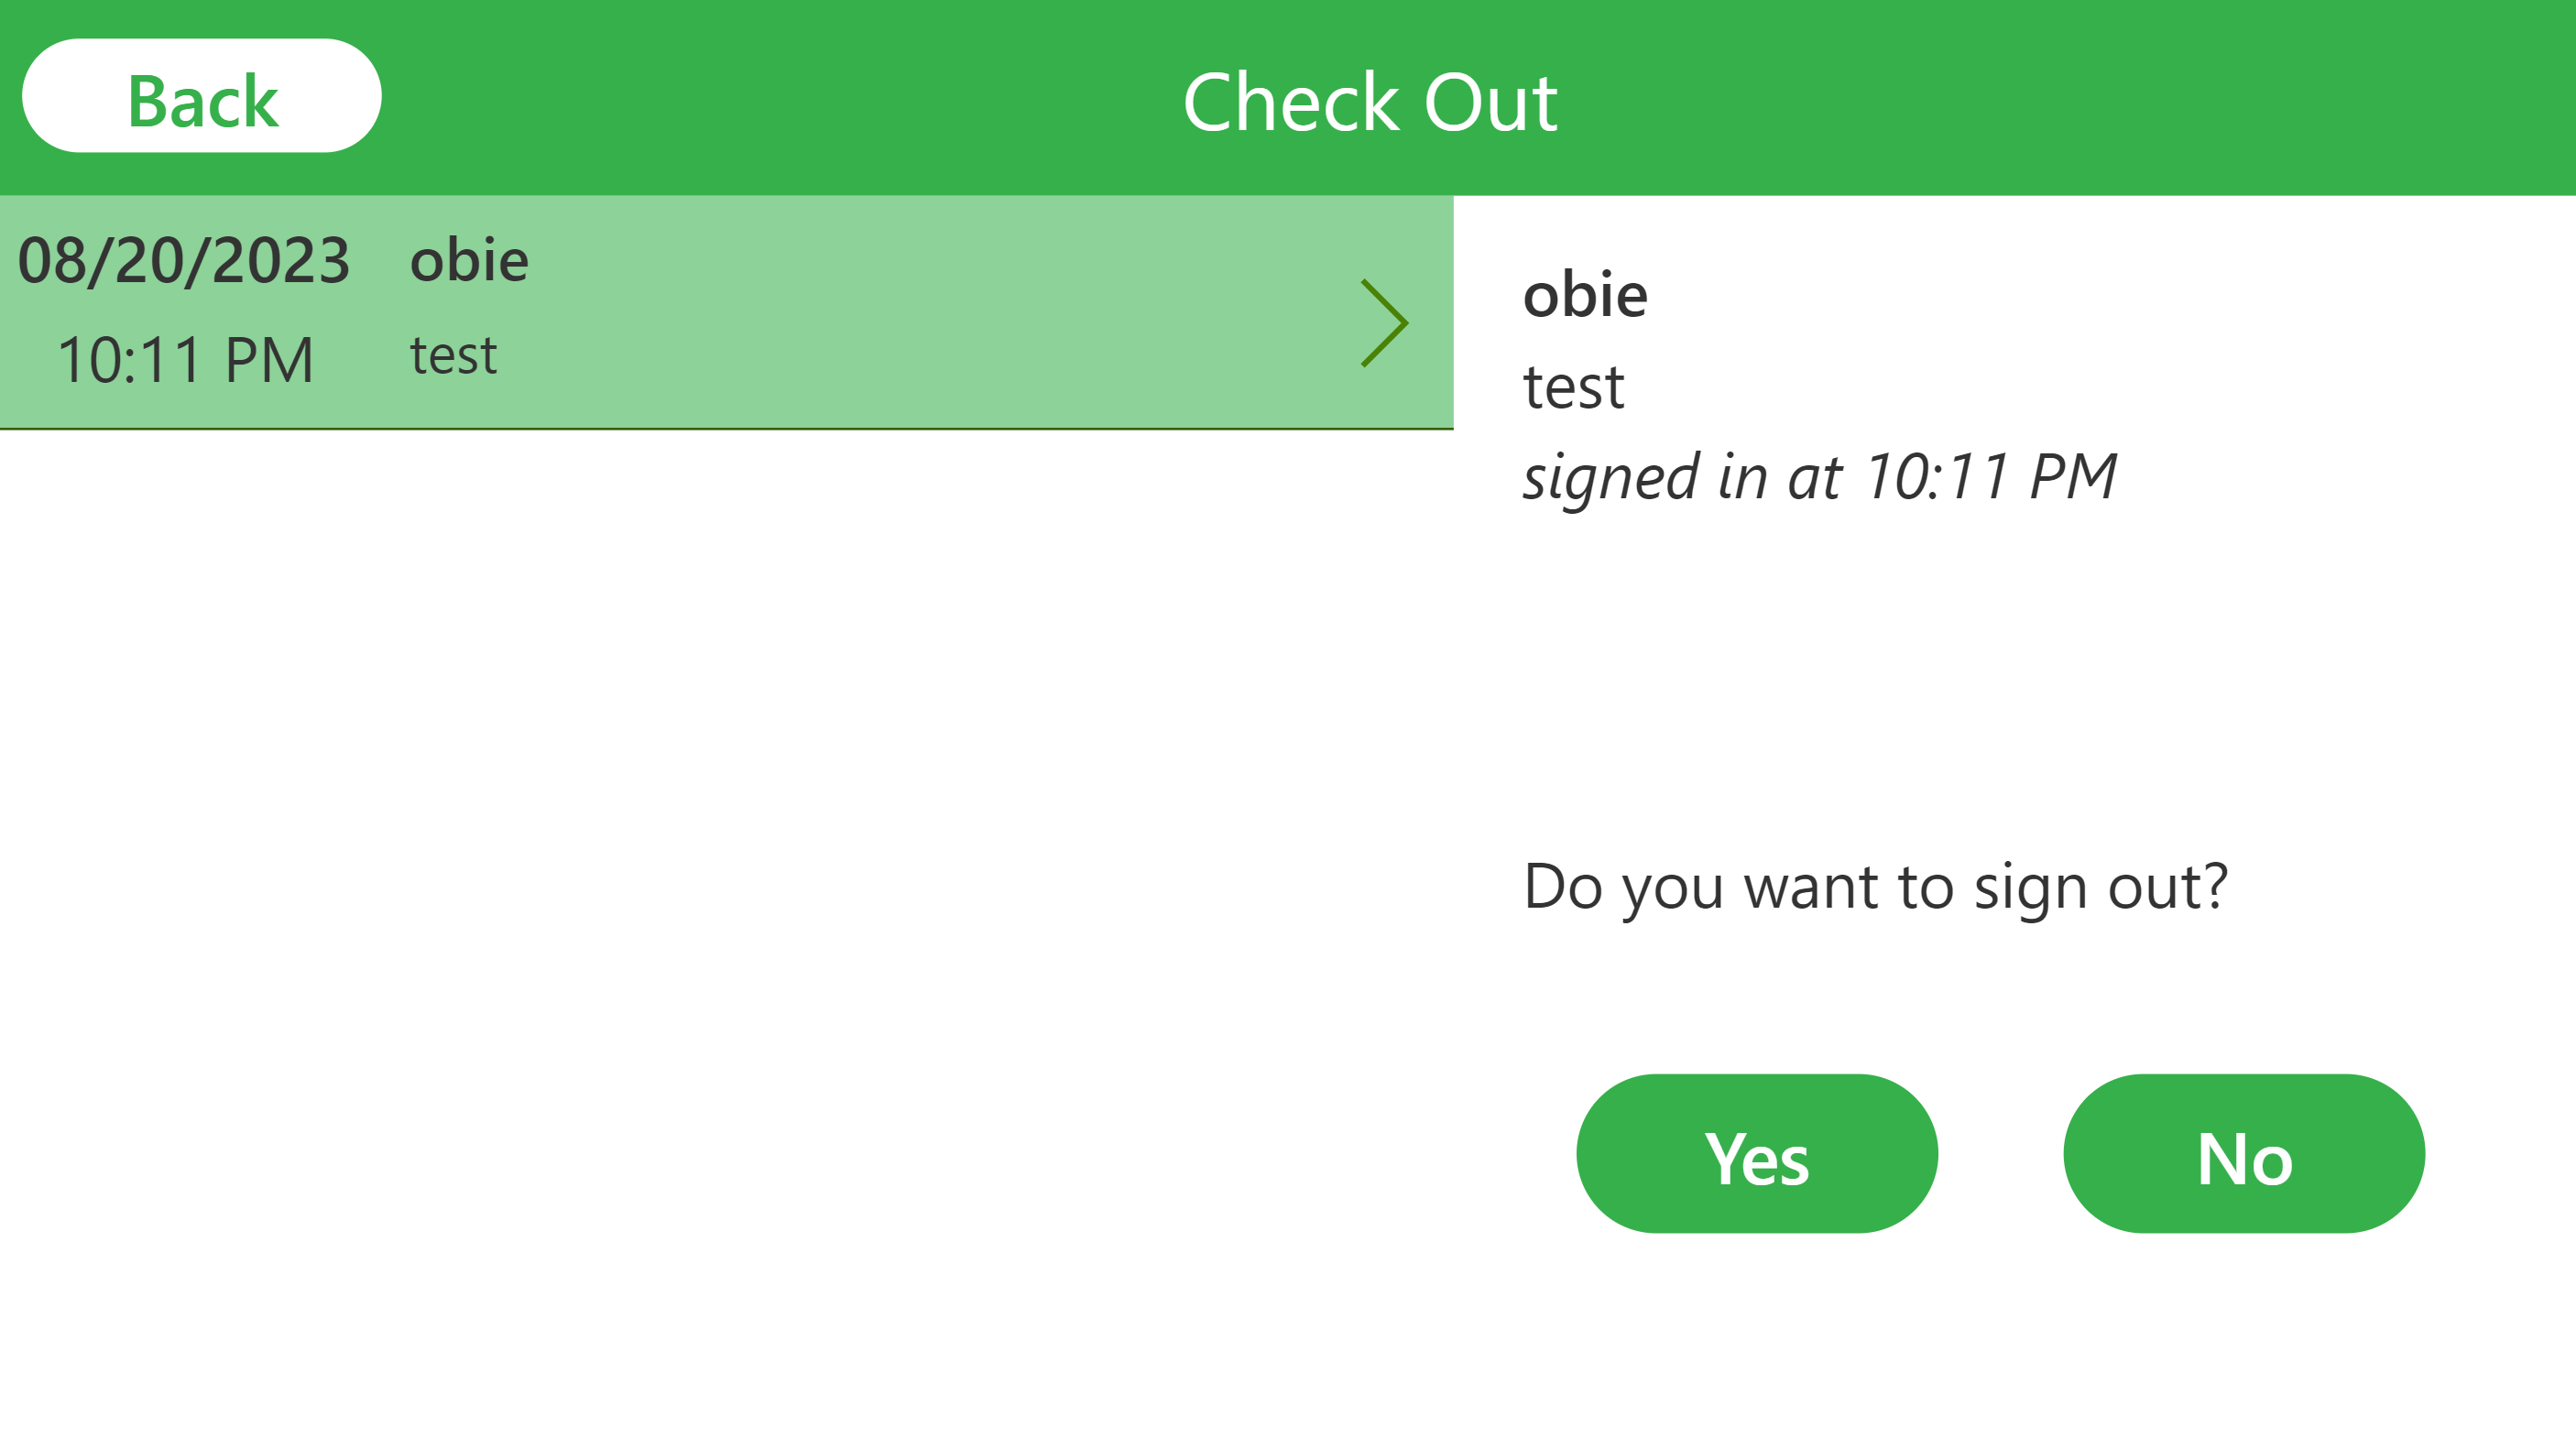 Back
Check Out
08/20/2023
obie
10:11 PM
test
obie
test
signed in at 10:11 PM
Do you want to sign out?
Yes
No